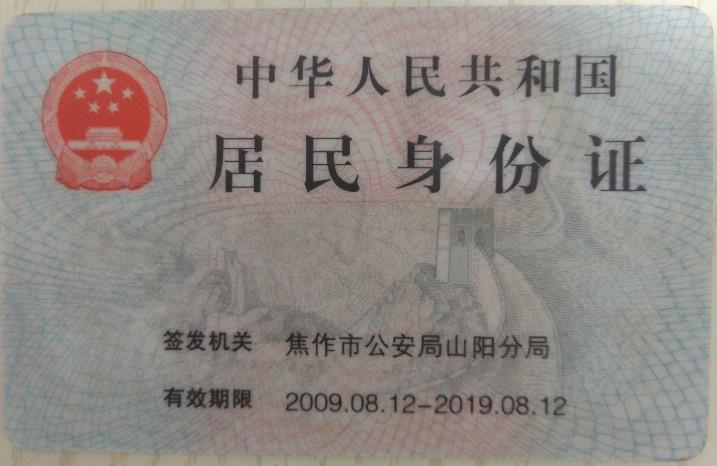 中华人民共和国
居民身份证
签发机关 焦作市公安局山阳分局
有效期限 2009.08.12-2019.08.12